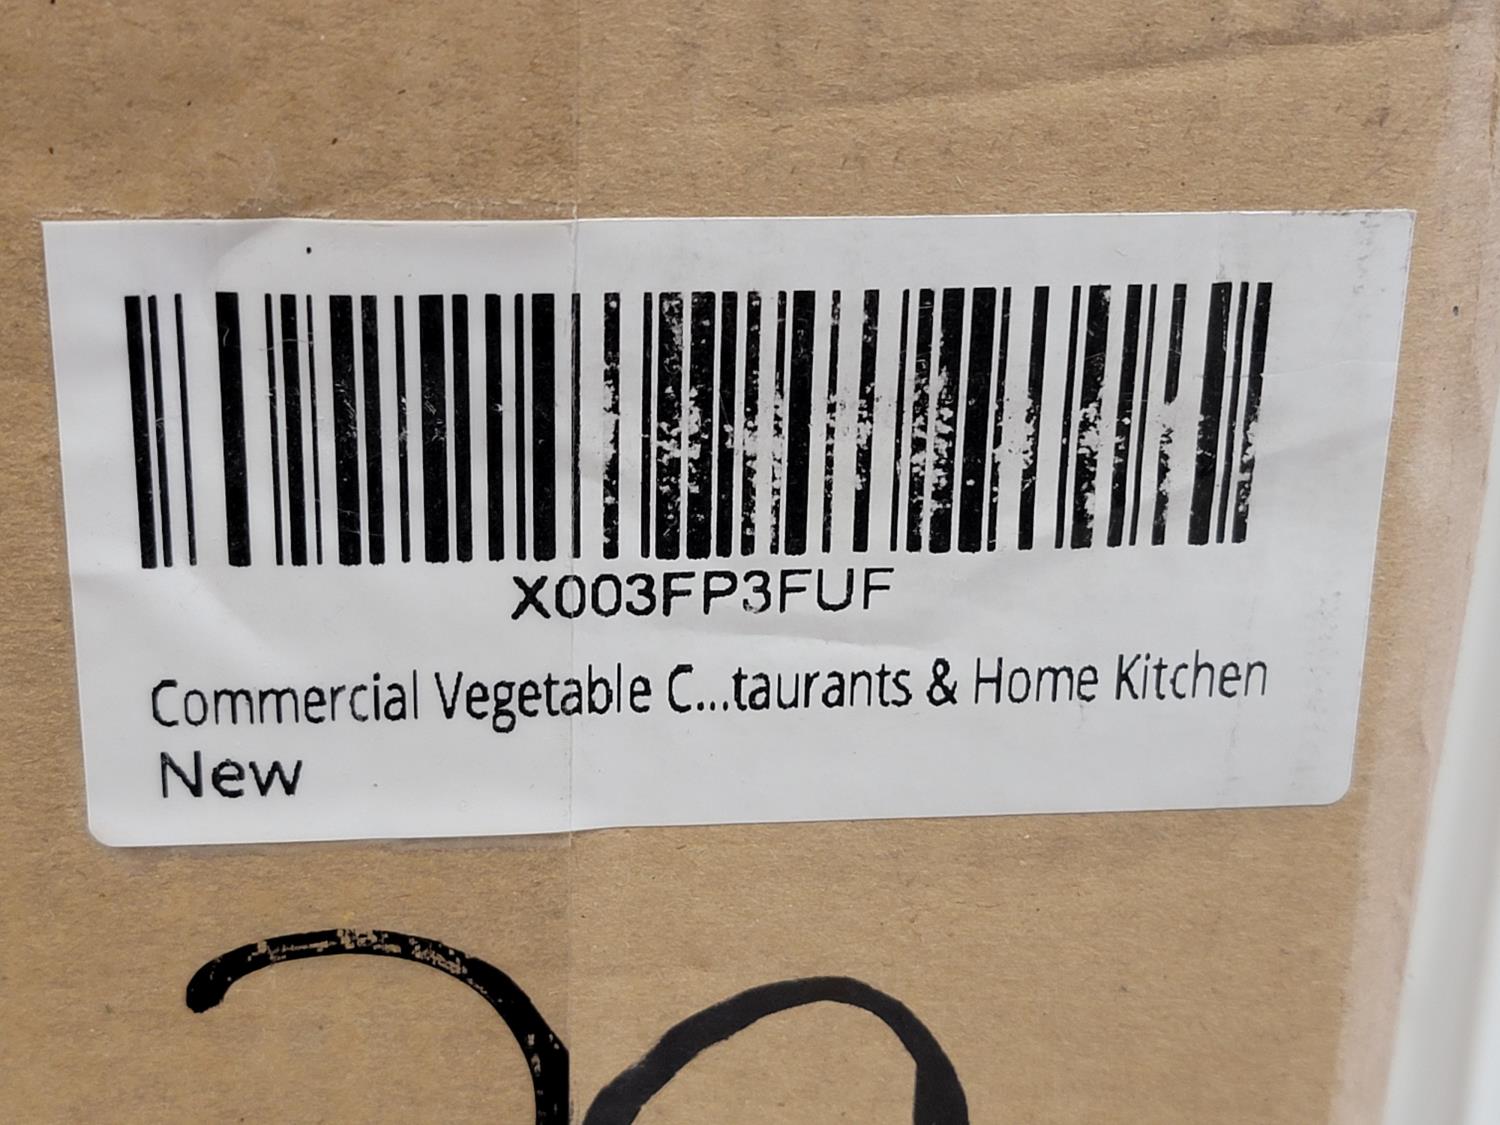 X003FP3FUF
Commercial Vegetable C...taurants & Home Kitchen
New